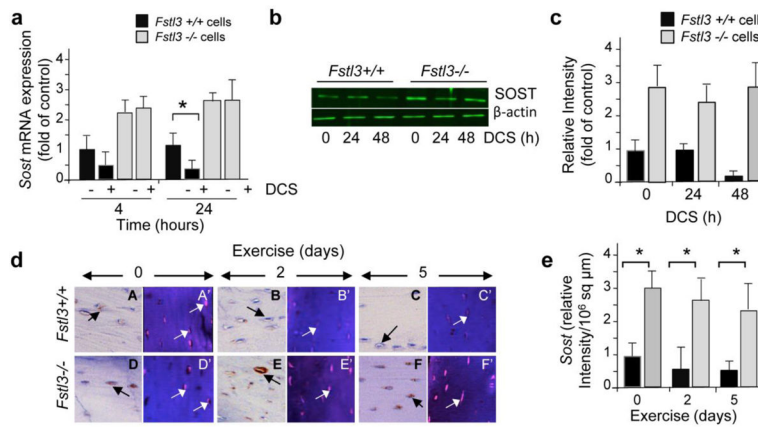 a
Fstl3 +/+ cells
Fstl3 -/- cells
Sost mRNA expression
(fold of control)
3
2
1
0
*
- + - + - + - +
DCS
4
24
Time (hours)
b
Fstl3+/+
Fstl3-/-
SOST
β-actin
0 24 48 0 24 48 DCS (h)
c
Fstl3 +/+ cells
Fstl3 -/- cells
Relative Intensity
(fold of control)
4
3
2
1
0
0
24
48
DCS (h)
d
Exercise (days)
0
2
5
Fstl3+/+
A A' B B' C C'
Fstl3-/-
D D' E E' F F'
e
Sost (relative
Intensity/10⁶ sq µm)
4
3
2
1
0
* * *
0
2
5
Exercise (days)